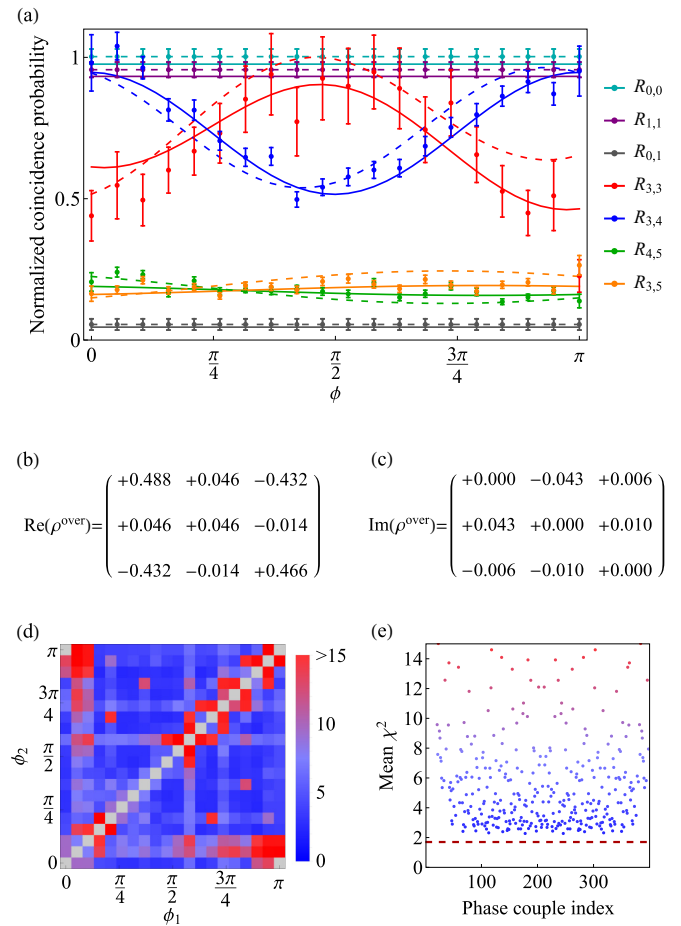 (a)
Normalized coincidence probability
1
0.5
0
0
π/4
π/2
3π/4
π
ϕ
R0,0
R1,1
R0,1
R3,3
R3,4
R4,5
R3,5
(b)
Re(ρ^over)=
+0.488 +0.046 −0.432
+0.046 +0.046 −0.014
−0.432 −0.014 +0.466
(c)
Im(ρ^over)=
+0.000 −0.043 +0.006
+0.043 +0.000 +0.010
−0.006 −0.010 +0.000
(d)
π
3π/4
π/2
π/4
0
ϕ2
0
π/4
π/2
3π/4
π
ϕ1
>15
10
5
0
(e)
Mean χ²
14
12
10
8
6
4
2
0
100
200
300
Phase couple index